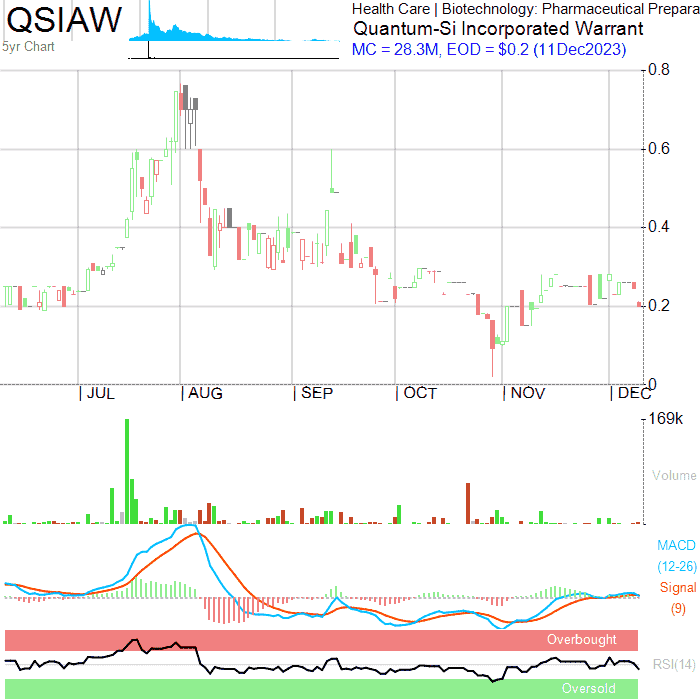 QSIAW
5yr Chart
Health Care | Biotechnology: Pharmaceutical Prepara
Quantum-Si Incorporated Warrant
MC = 28.3M, EOD = $0.2 (11Dec2023)
0.8
0.6
0.4
0.2
0
| JUL | AUG | SEP | OCT | NOV | DEC
169k
Volume
MACD
(12-26)
Signal
(9)
Overbought
RSI(14)
Oversold